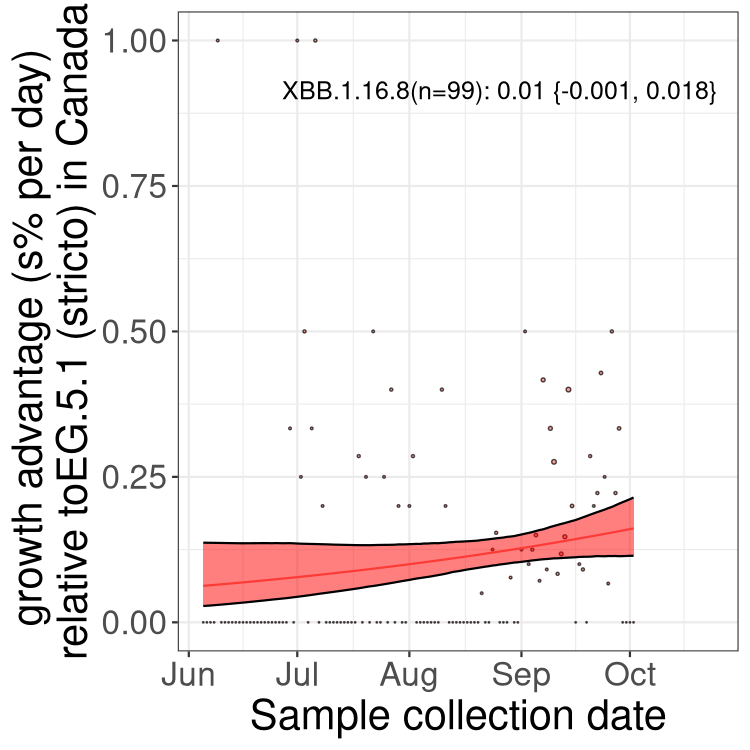 growth advantage (s% per day)
relative toEG.5.1 (stricto) in Canada
1.00
0.75
0.50
0.25
0.00
XBB.1.16.8(n=99): 0.01 {-0.001, 0.018}
Jun Jul Aug Sep Oct
Sample collection date